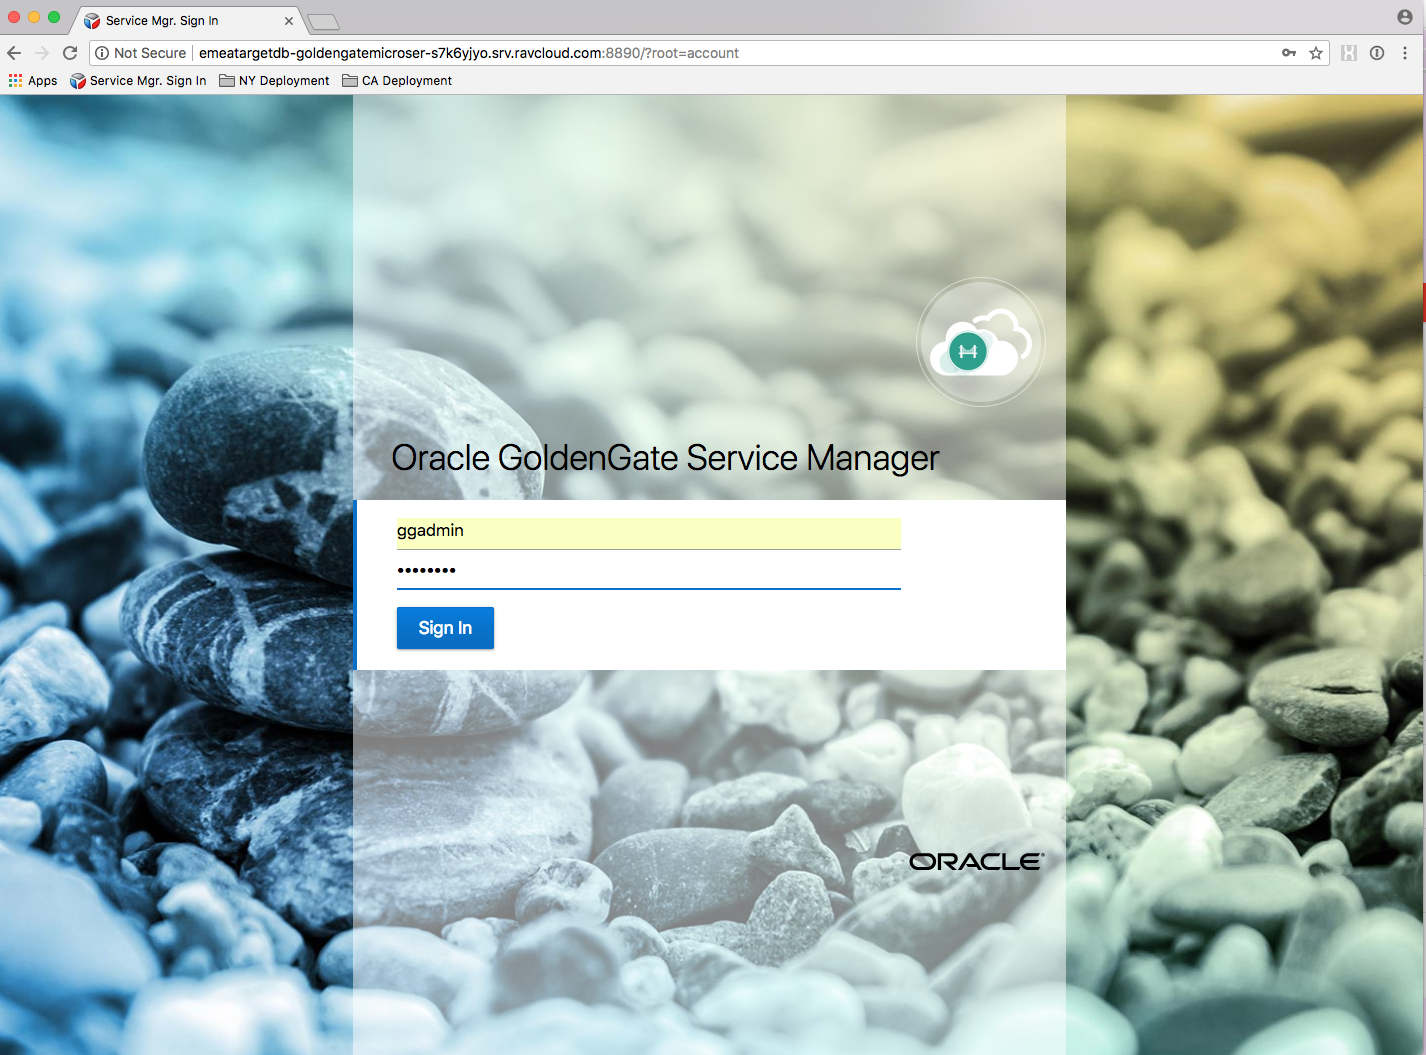 Service Mgr. Sign In
Not Secure emeatargetdb-goldengatemicroser-s7k6yjyo.srv.ravcloud.com:8890/?root=account
Apps Service Mgr. Sign In NY Deployment CA Deployment
Oracle GoldenGate Service Manager
ggadmin
••••••••
Sign In
ORACLE®